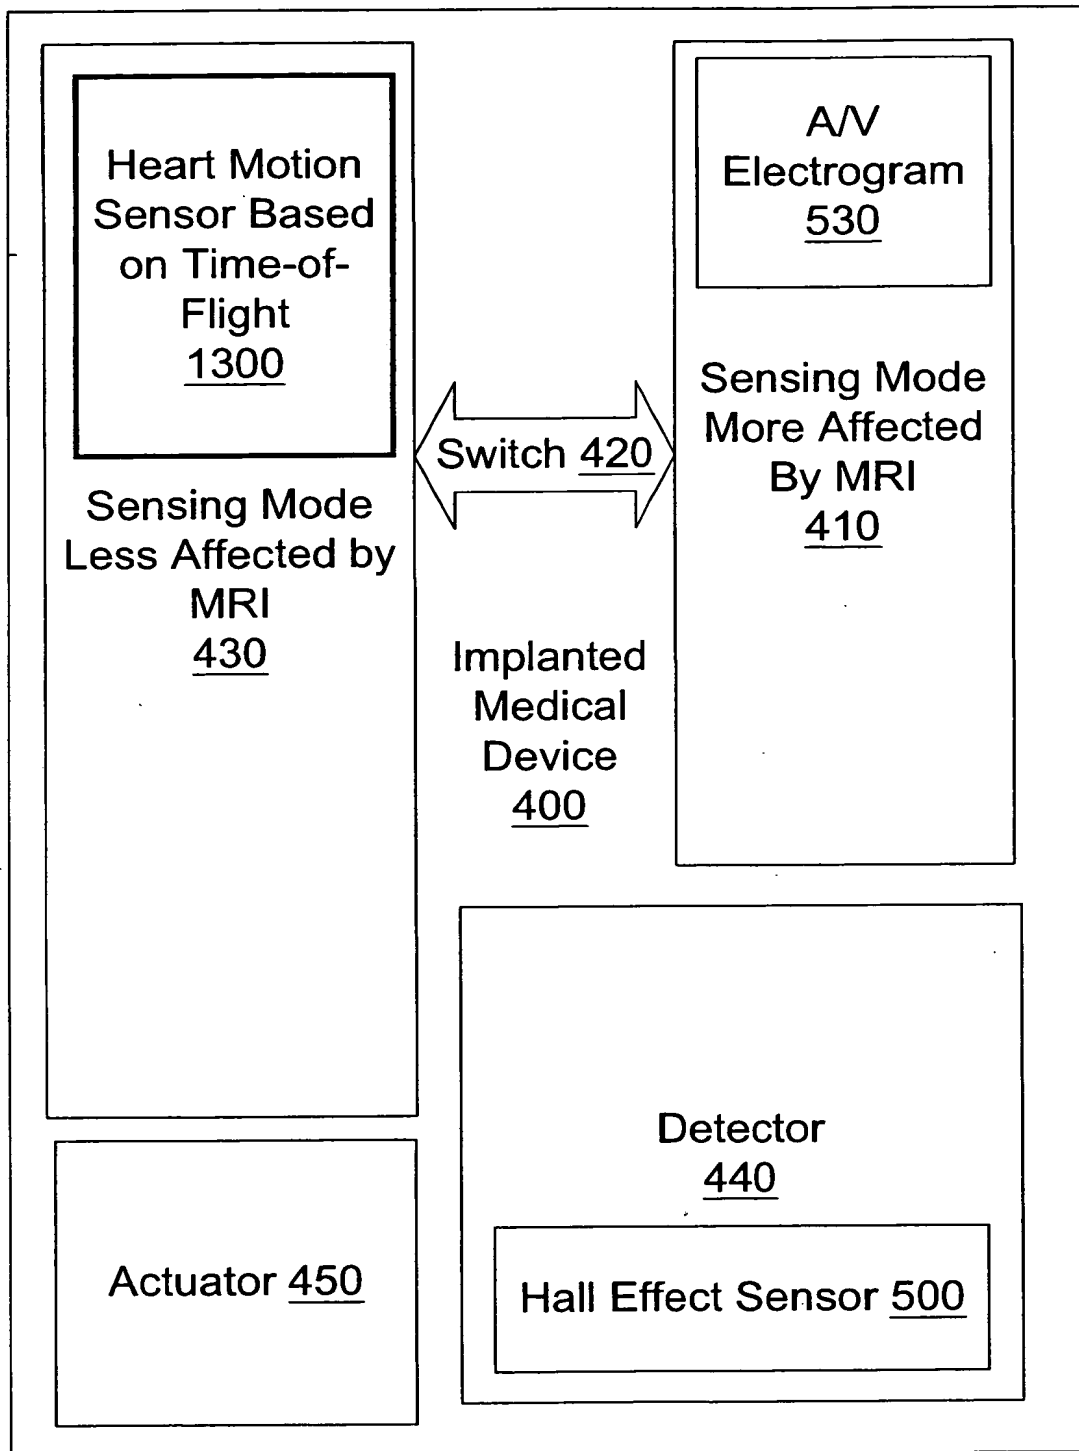 Heart Motion
Sensor Based
on Time-of-
Flight
1300
Sensing Mode
Less Affected by
MRI
430
Switch 420
A/V
Electrogram
530
Sensing Mode
More Affected
By MRI
410
Implanted
Medical
Device
400
Detector
440
Hall Effect Sensor 500
Actuator 450